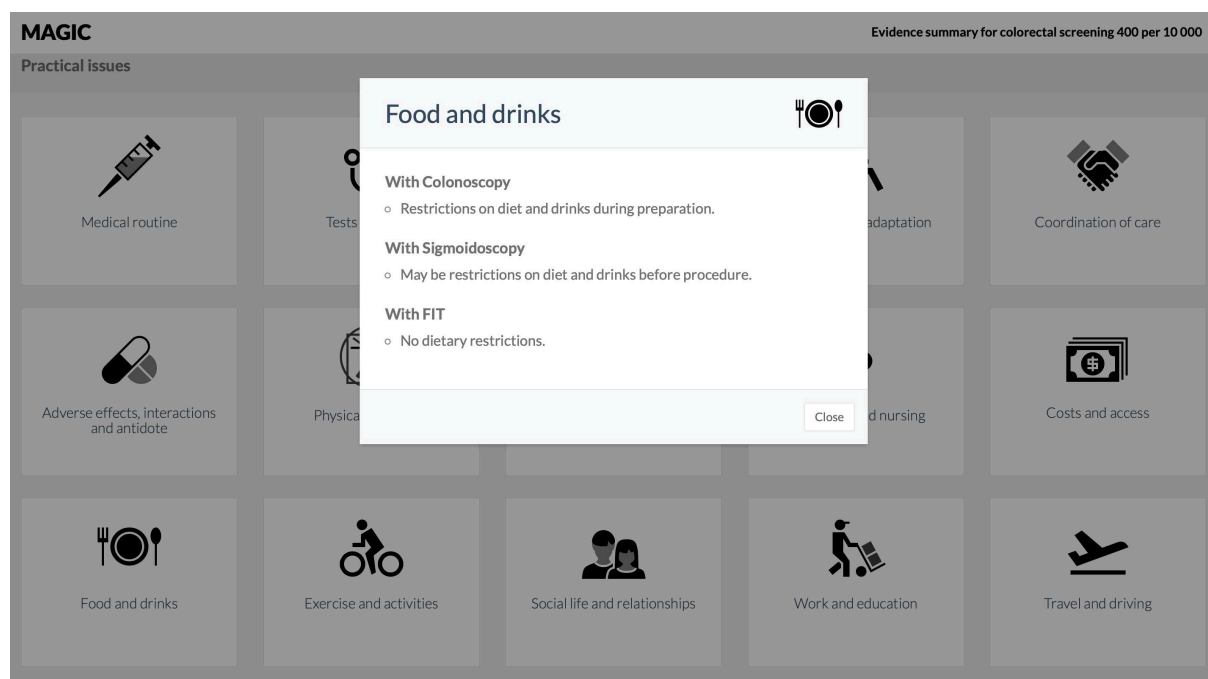 MAGIC
Evidence summary for colorectal screening 400 per 10 000
Practical issues
Food and drinks
With Colonoscopy
Restrictions on diet and drinks during preparation.
With Sigmoidoscopy
May be restrictions on diet and drinks before procedure.
With FIT
No dietary restrictions.
Close
Medical routine
Tests
adaptation
Coordination of care
Adverse effects, interactions
and antidote
Physica
d nursing
Costs and access
Food and drinks
Exercise and activities
Social life and relationships
Work and education
Travel and driving